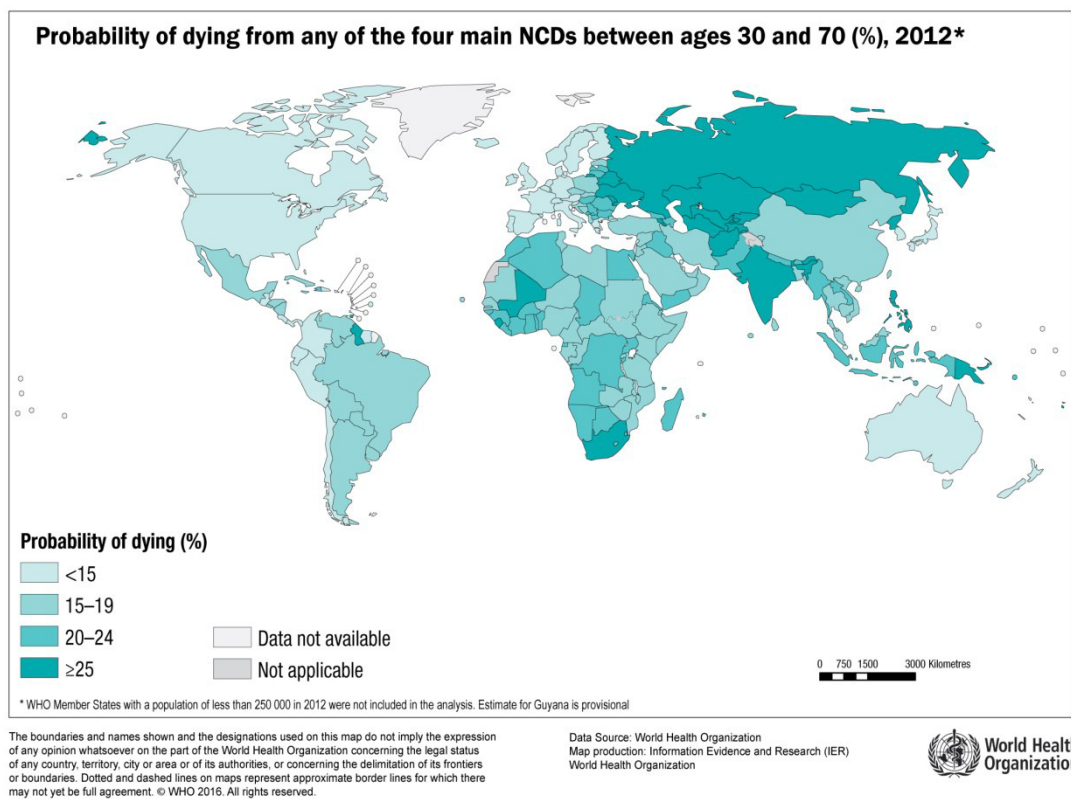 Probability of dying from any of the four main NCDs between ages 30 and 70 (%), 2012*
Probability of dying (%)
<15
15–19
20–24
≥25
Data not available
Not applicable
0 750 1500 3000 Kilometres
* WHO Member States with a population of less than 250 000 in 2012 were not included in the analysis. Estimate for Guyana is provisional
The boundaries and names shown and the designations used on this map do not imply the expression
of any opinion whatsoever on the part of the World Health Organization concerning the legal status
of any country, territory, city or area or of its authorities, or concerning the delimitation of its frontiers
or boundaries. Dotted and dashed lines on maps represent approximate border lines for which there
may not yet be full agreement. © WHO 2016. All rights reserved.
Data Source: World Health Organization
Map production: Information Evidence and Research (IER)
World Health Organization
World Health
Organization